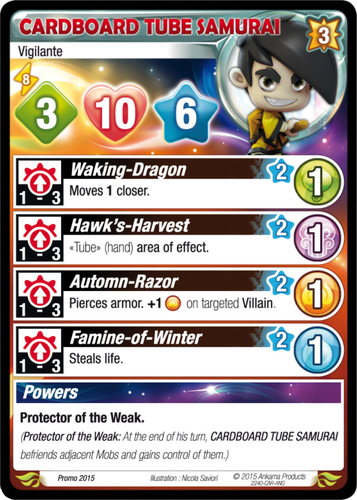 CARDBOARD TUBE SAMURAI
3
Vigilante
8
3 10 6
Waking-Dragon
1 - 3
Moves 1 closer.
2
1
Hawk's-Harvest
1 - 3
«Tube» (hand) area of effect.
2
1
Automn-Razor
1 - 3
Pierces armor. +1 on targeted Villain.
2
1
Famine-of-Winter
1 - 3
Steals life.
2
1
Powers
Protector of the Weak.
(Protector of the Weak: At the end of his turn, CARDBOARD TUBE SAMURAI
befriends adjacent Mobs and gains control of them.)
Promo 2015
Illustration : Nicola Saviori
© 2015 Ankama Products
2240-CAR-ANG